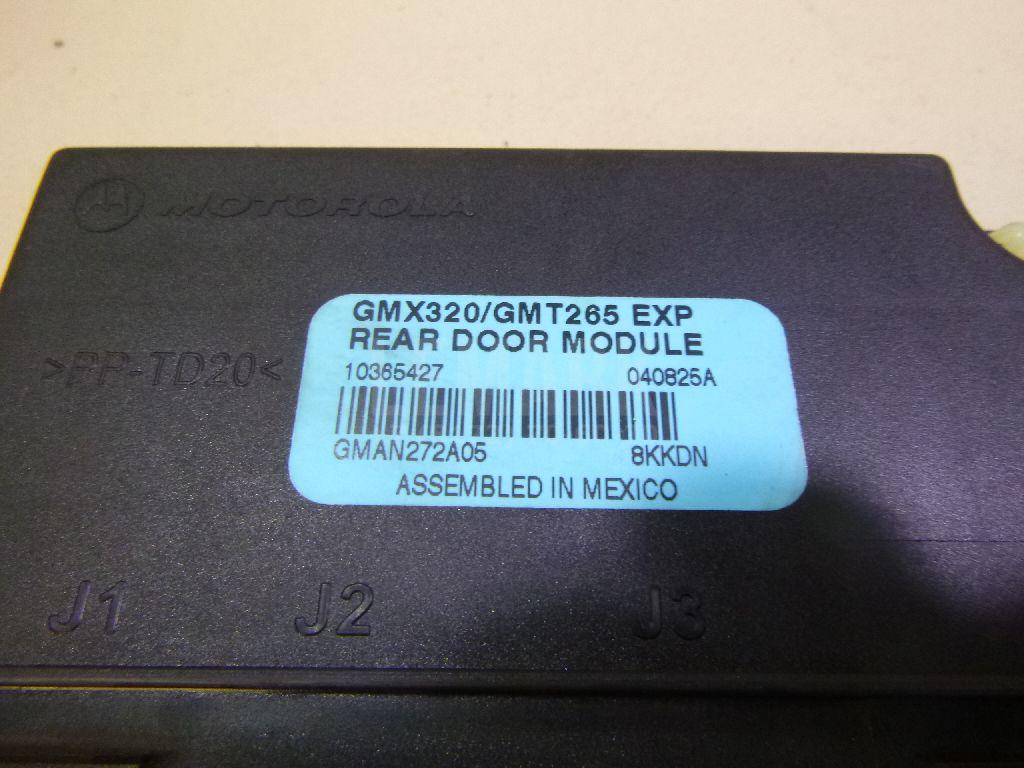 MOTOROLA
GMX320/GMT265 EXP
REAR DOOR MODULE
>PP-TD20<
10365427 040825A
GMAN272A05 8KKDN
ASSEMBLED IN MEXICO
J1 J2 J3